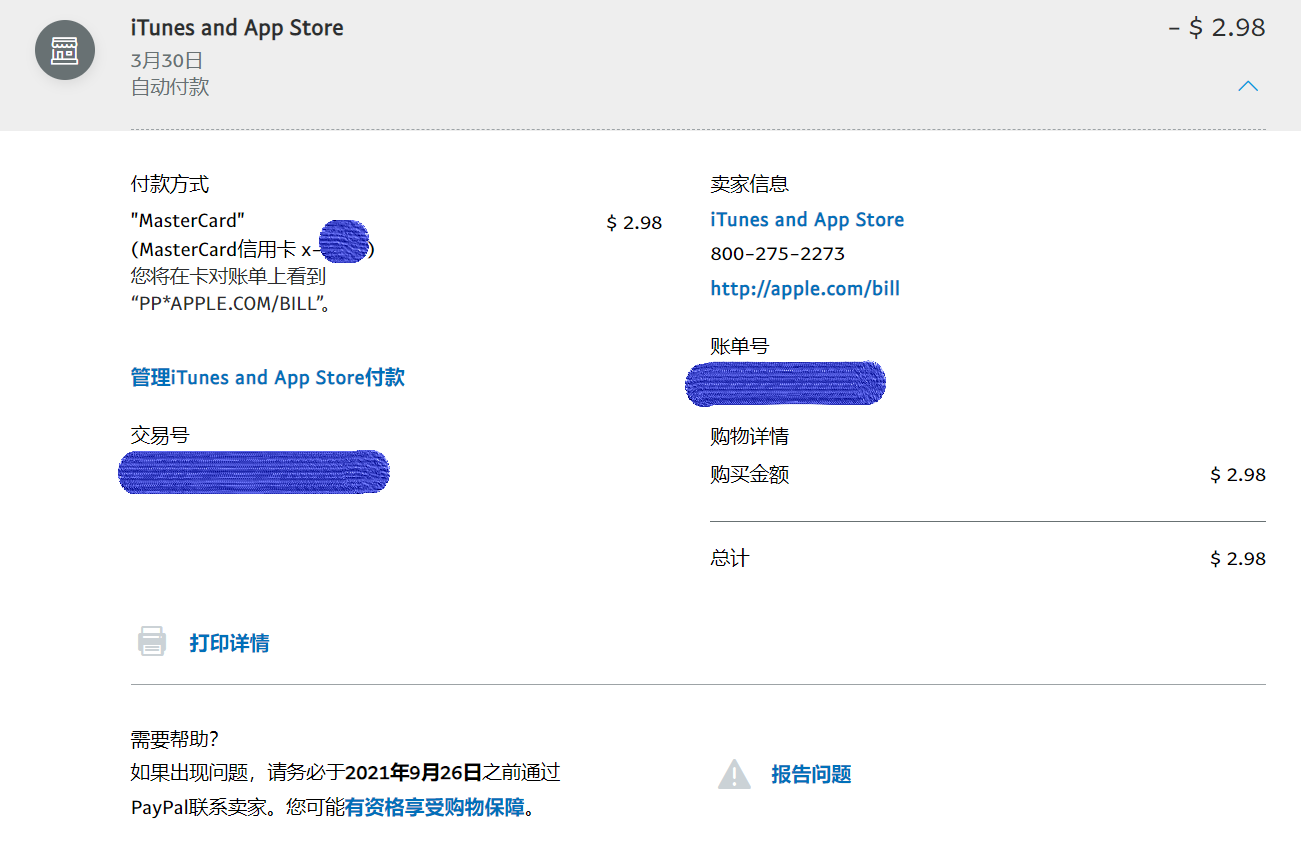 iTunes and App Store
- $ 2.98
3月30日
自动付款
付款方式
"MasterCard"
$ 2.98
(MasterCard信用卡 x-)
您将在卡对账单上看到
“PP*APPLE.COM/BILL”。
管理iTunes and App Store付款
交易号
卖家信息
iTunes and App Store
800-275-2273
http://apple.com/bill
账单号
购物详情
购买金额 $ 2.98
总计 $ 2.98
打印详情
需要帮助?
如果出现问题，请务必于2021年9月26日之前通过
PayPal联系卖家。您可能有资格享受购物保障。
报告问题